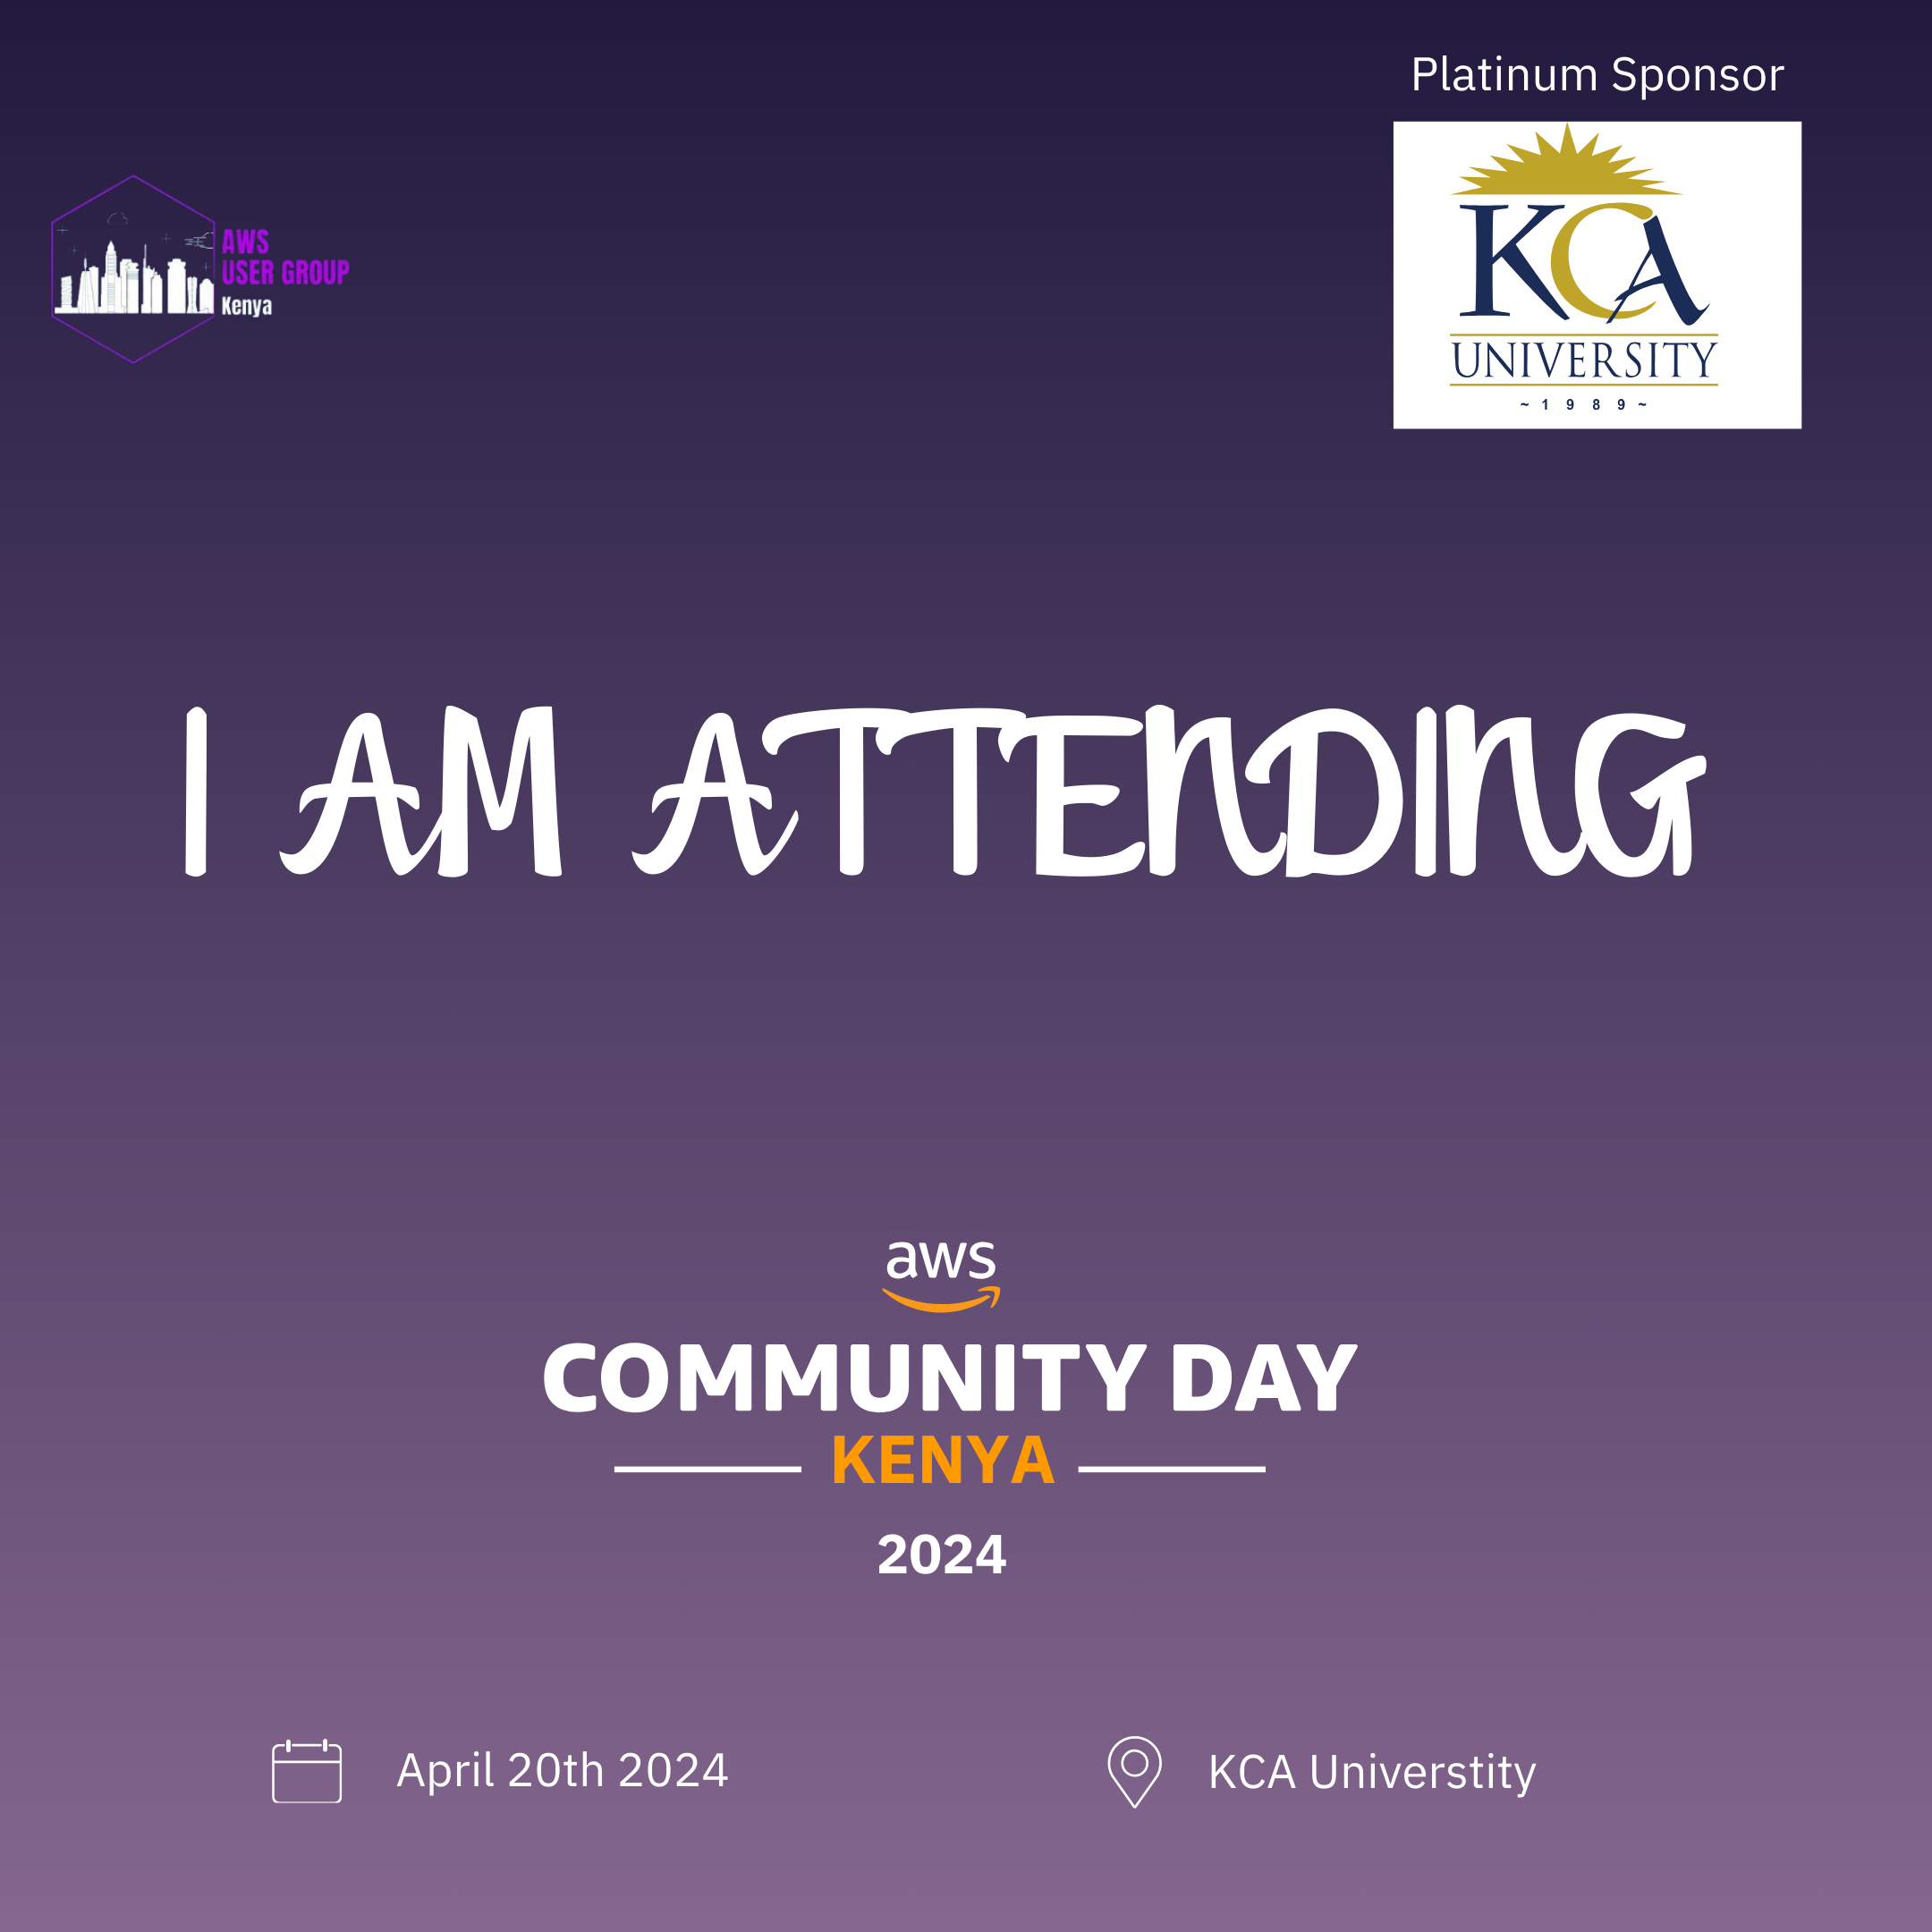 Platinum Sponsor
KCA
UNIVERSITY
~ 1 9 8 9 ~
AWS
USER GROUP
Kenya
I AM ATTENDING
aws
COMMUNITY DAY
KENYA
2024
April 20th 2024
KCA Universtity